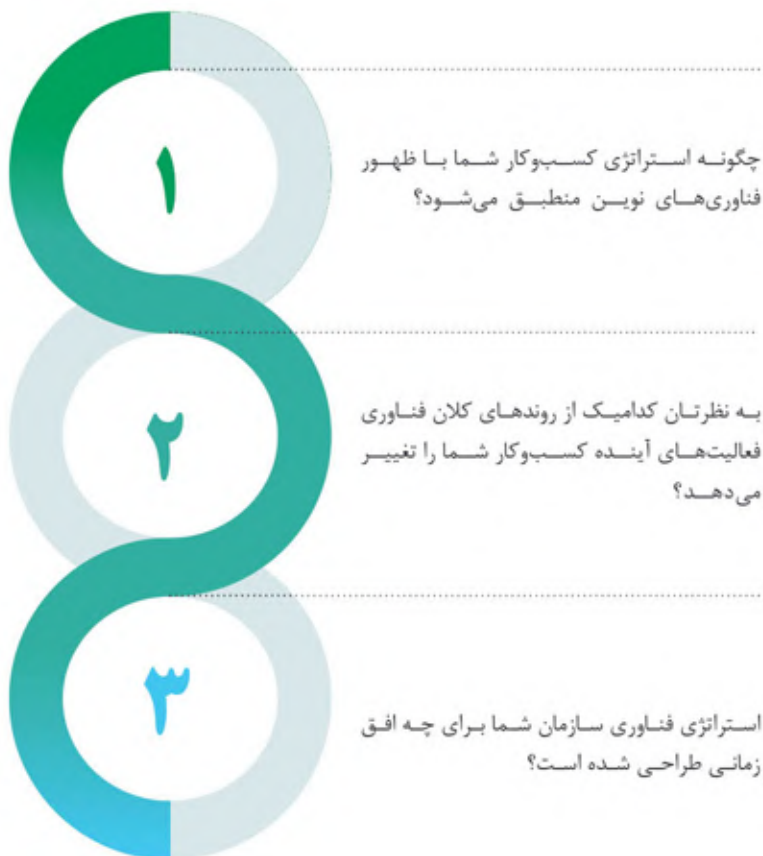 ۱
چگونه استراتژی کسب‌وکار شما با ظهور
فناوری‌های نوین منطبق می‌شود؟
۲
به نظرتان کدامیک از روندهای کلان فناوری
فعالیت‌های آینده کسب‌وکار شما را تغییر
می‌دهد؟
۳
استراتژی فناوری سازمان شما برای چه افق
زمانی طراحی شده است؟